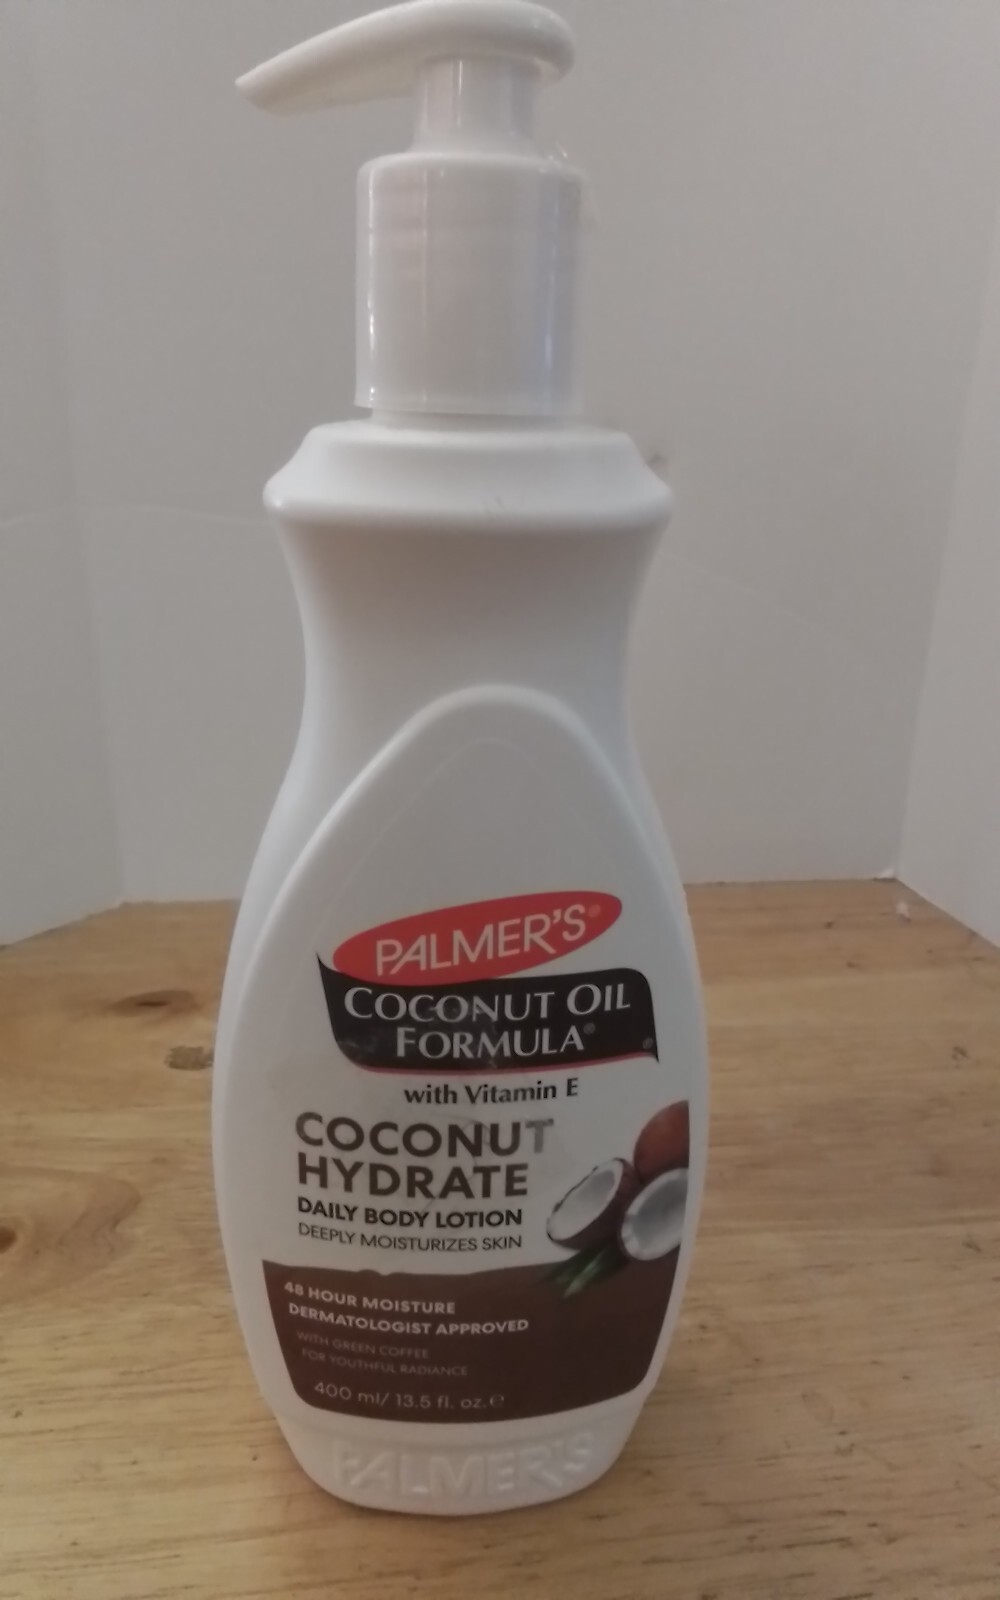 PALMER'S®
COCONUT OIL
FORMULA®
with Vitamin E
COCONUT
HYDRATE
DAILY BODY LOTION
DEEPLY MOISTURIZES SKIN
48 HOUR MOISTURE
DERMATOLOGIST APPROVED
WITH GREEN COFFEE
FOR YOUTHFUL RADIANCE
400 ml/ 13.5 fl. oz.℮
PALMER'S